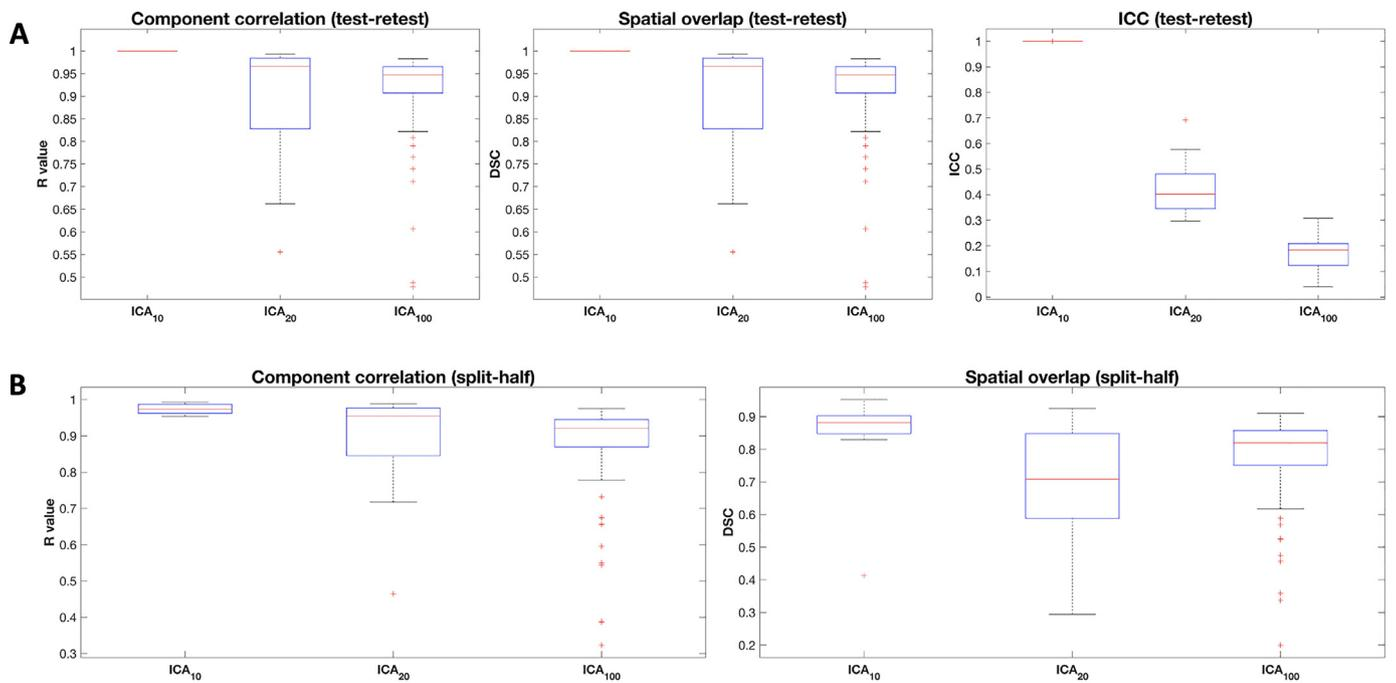 A
Component correlation (test-retest)
R value
1
0.95
0.9
0.85
0.8
0.75
0.7
0.65
0.6
0.55
0.5
ICA10 ICA20 ICA100
Spatial overlap (test-retest)
DSC
1
0.95
0.9
0.85
0.8
0.75
0.7
0.65
0.6
0.55
0.5
ICA10 ICA20 ICA100
ICC (test-retest)
ICC
1
0.9
0.8
0.7
0.6
0.5
0.4
0.3
0.2
0.1
0
ICA10 ICA20 ICA100
B
Component correlation (split-half)
R value
1
0.9
0.8
0.7
0.6
0.5
0.4
0.3
ICA10 ICA20 ICA100
Spatial overlap (split-half)
DSC
0.9
0.8
0.7
0.6
0.5
0.4
0.3
0.2
ICA10 ICA20 ICA100